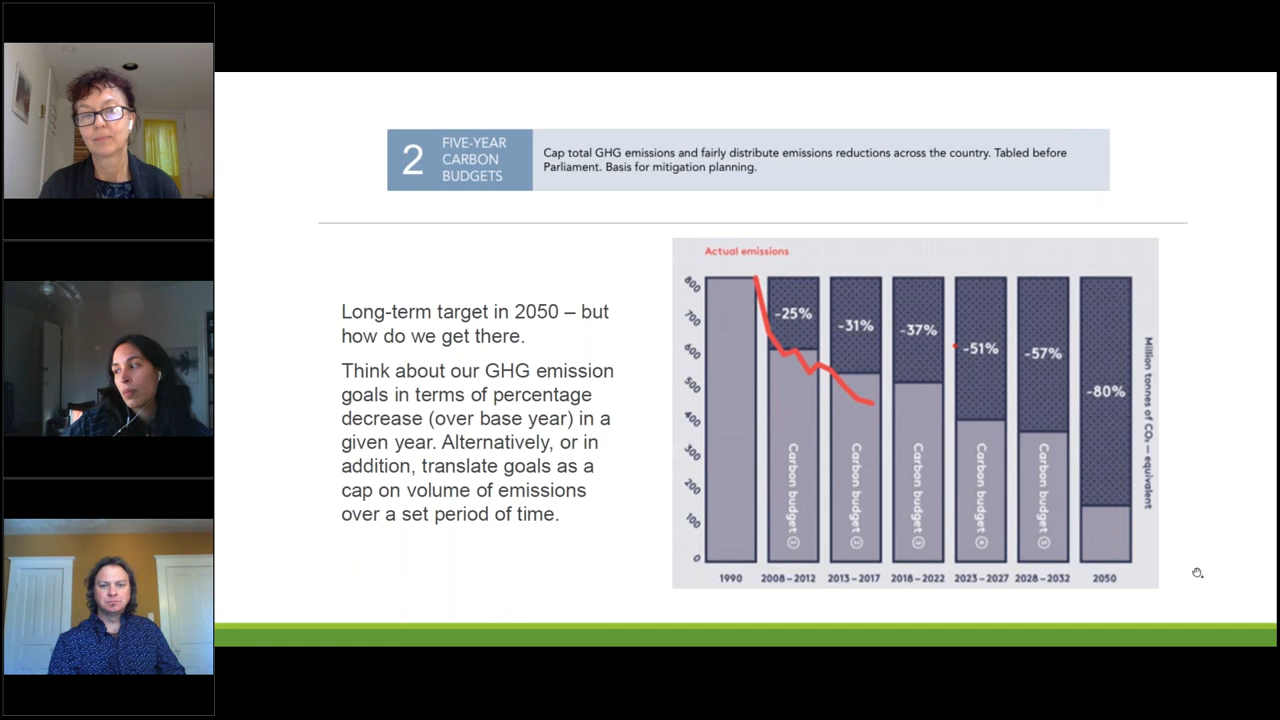 2
FIVE-YEAR
CARBON
BUDGETS
Cap total GHG emissions and fairly distribute emissions reductions across the country. Tabled before
Parliament. Basis for mitigation planning.
Long-term target in 2050 – but
how do we get there.
Think about our GHG emission
goals in terms of percentage
decrease (over base year) in a
given year. Alternatively, or in
addition, translate goals as a
cap on volume of emissions
over a set period of time.
Actual emissions
800
700
600
500
400
300
200
100
0
-25%
-31%
-37%
-51%
-57%
-80%
Carbon budget 1
Carbon budget 2
Carbon budget 3
Carbon budget 4
Carbon budget 5
Million tonnes of CO₂ — equivalent
1990
2008–2012
2013–2017
2018–2022
2023–2027
2028–2032
2050